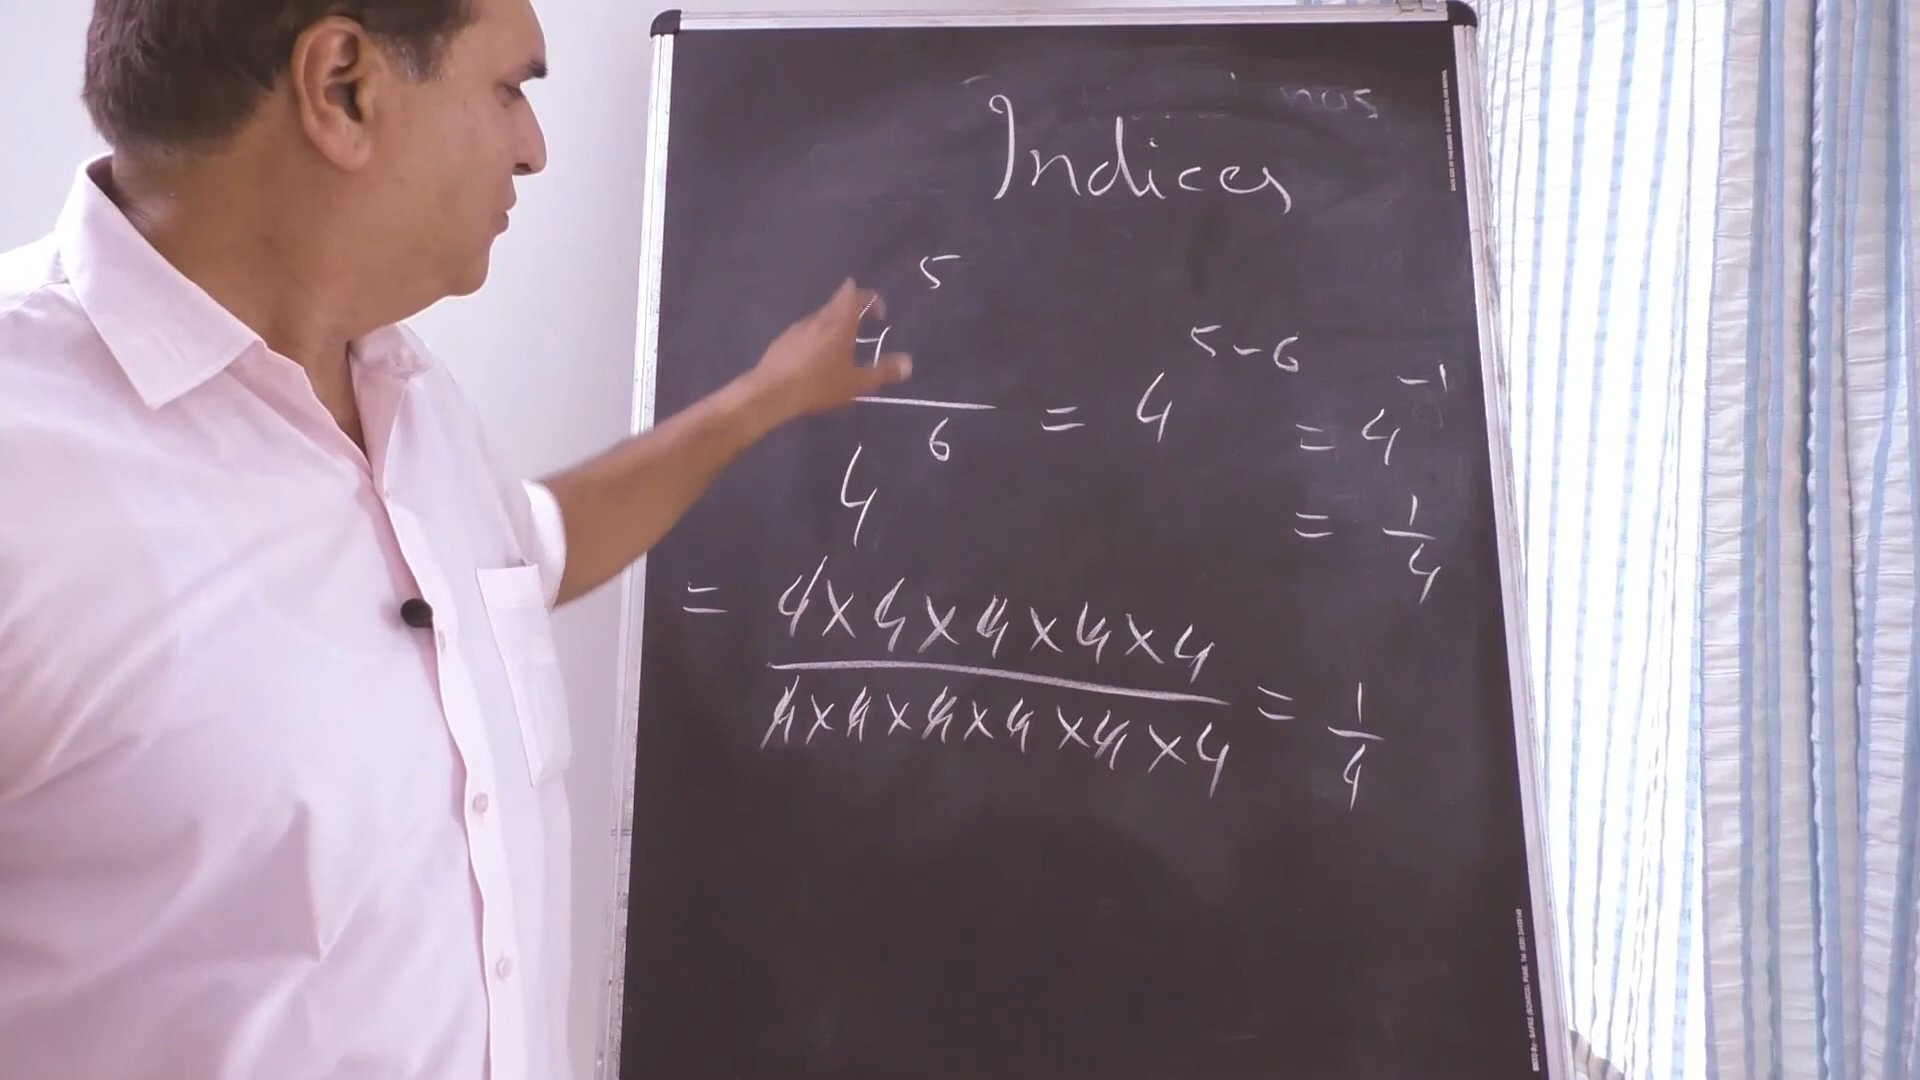 nos
Indices
4^5 / 4^6 = 4^(5-6) = 4^-1
= 1/4
= 4×4×4×4×4 / 4×4×4×4×4×4 = 1/4